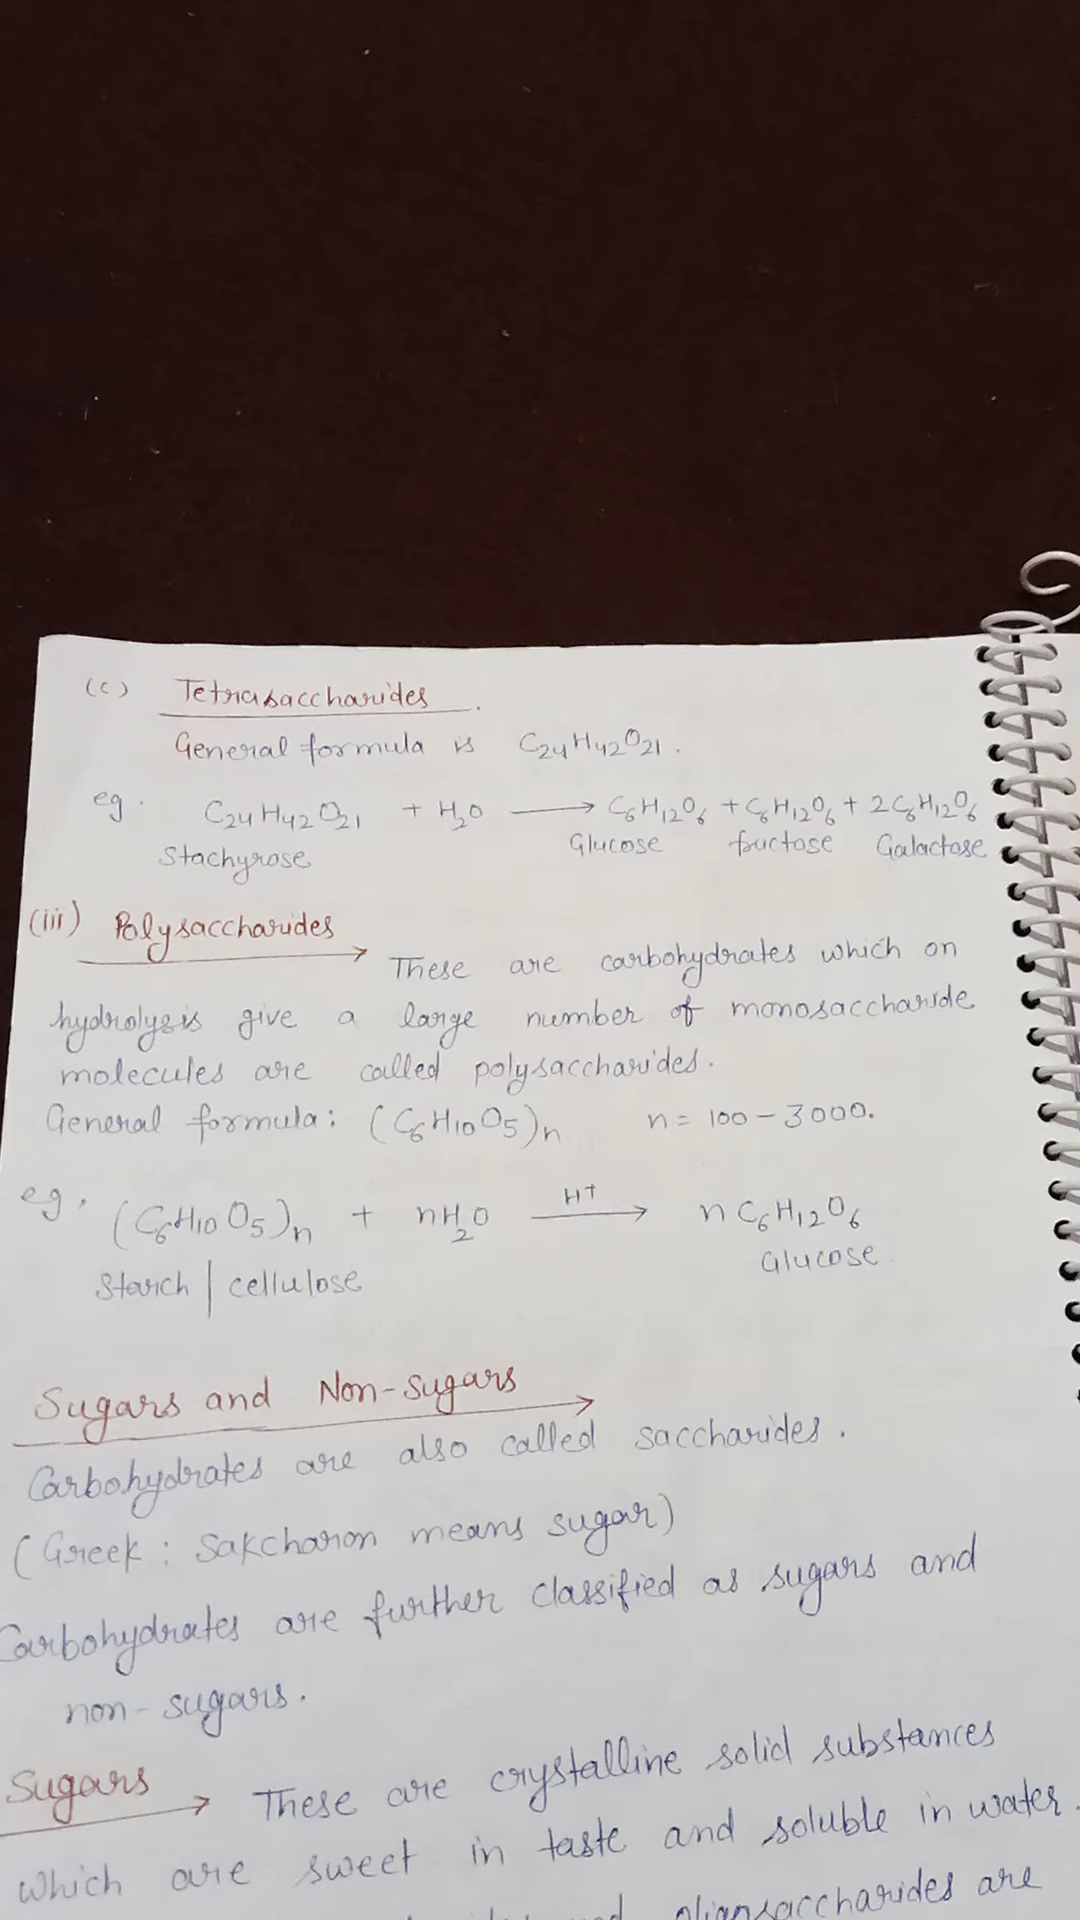 (c) Tetrasaccharides.
General formula is C24H42O21.
eg. C24H42O21 + H2O ⟶ C6H12O6 + C6H12O6 + 2C6H12O6
Stachyrose Glucose fuctose Galactose
(iii) Polysaccharides → These are carbohydrates which on
hydrolysis give a large number of monosaccharide
molecules are called polysaccharides.
General formula: (C6H10O5)n n = 100 - 3000.
eg. (C6H10O5)n + nH2O H+ ⟶ n C6H12O6
Starch | cellulose Glucose.
Sugars and Non-Sugars →
Carbohydrates are also called saccharides.
(Greek : Sakcharon means sugar)
Carbohydrates are further classified as sugars and
non-sugars.
Sugars → These are crystalline solid substances
which are sweet in taste and soluble in water.
oligosaccharides are